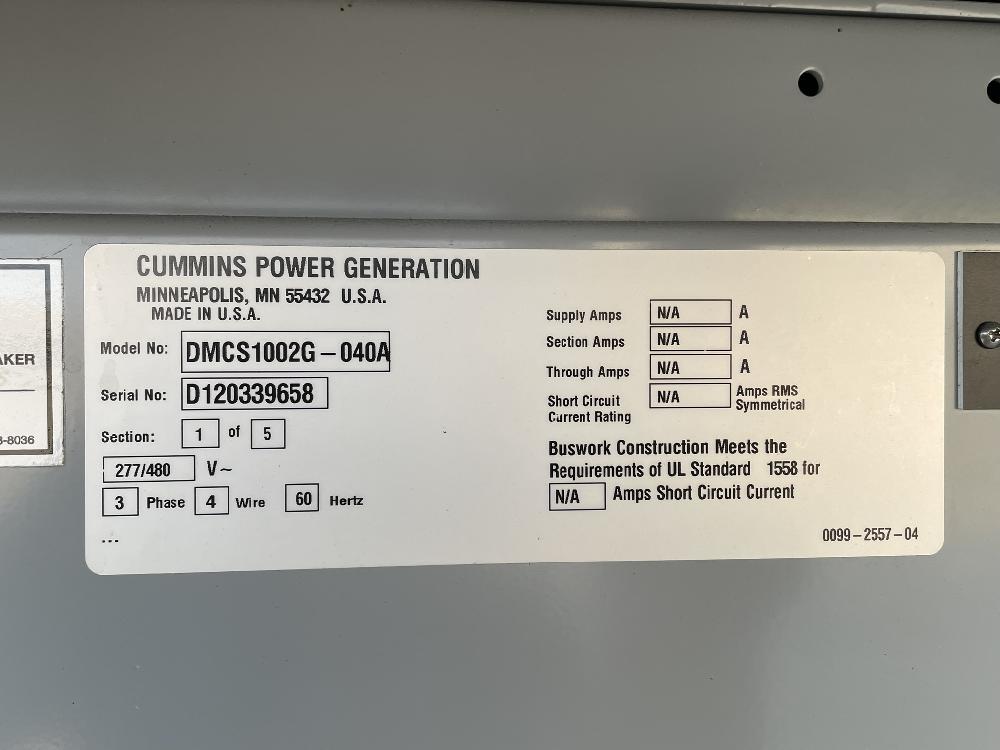 CUMMINS POWER GENERATION
MINNEAPOLIS, MN 55432 U.S.A.
MADE IN U.S.A.
Model No: DMCS1002G-040A
Serial No: D120339658
Section: 1 of 5
277/480 V~
3 Phase 4 Wire 60 Hertz
...
Supply Amps N/A A
Section Amps N/A A
Through Amps N/A A
Short Circuit
Current Rating N/A Amps RMS
Symmetrical
Buswork Construction Meets the
Requirements of UL Standard 1558 for
N/A Amps Short Circuit Current
0099-2557-04
AKER
-8036